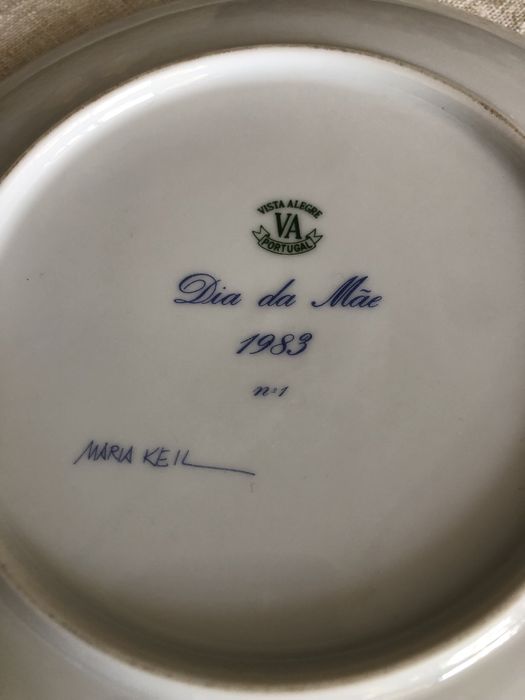 VISTA ALEGRE
VA
PORTUGAL
Dia da Mãe
1983
nº1
MARIA KEIL